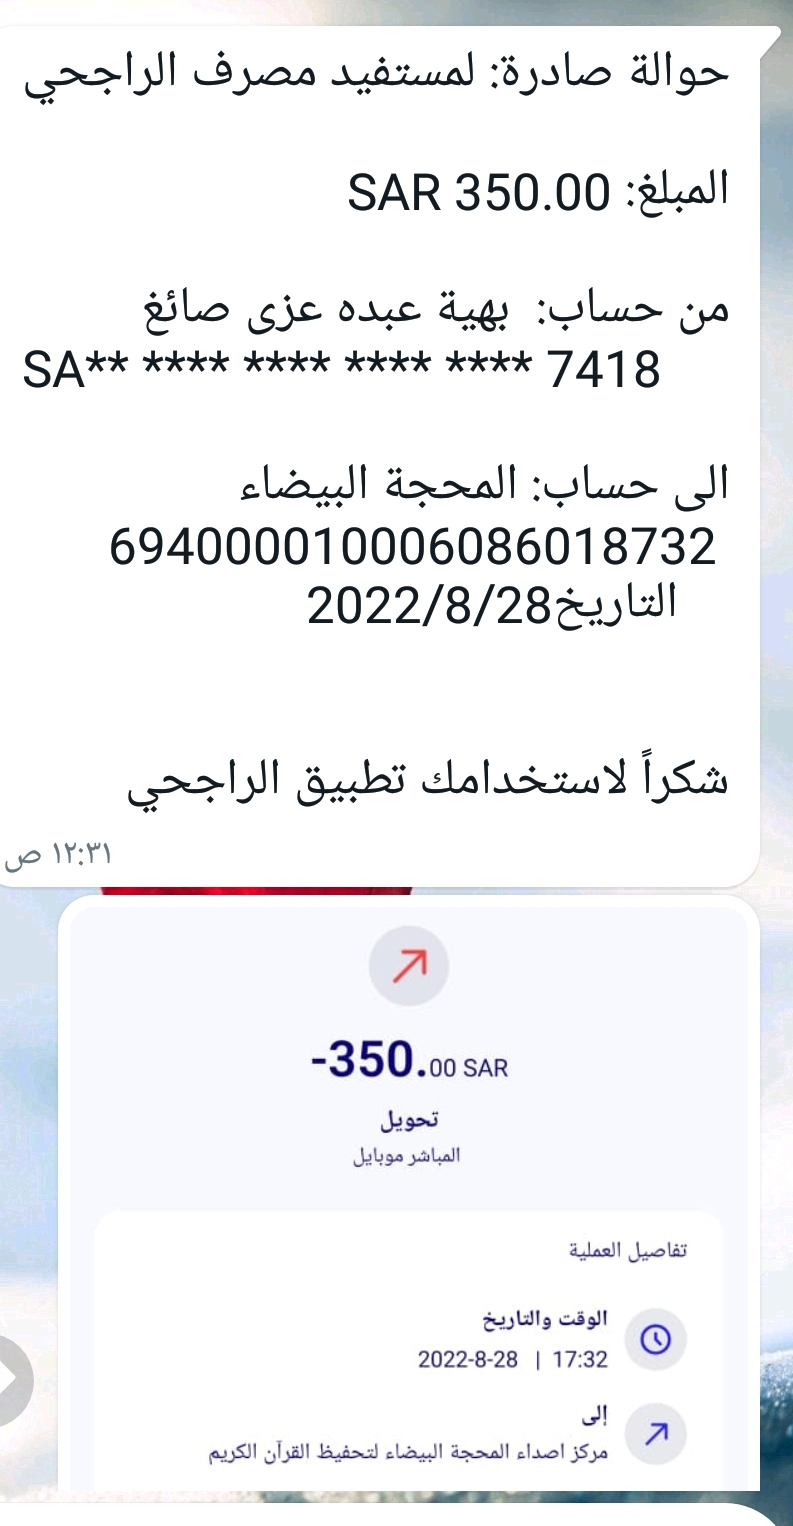 حوالة صادرة: لمستفيد مصرف الراجحي
المبلغ: SAR 350.00
من حساب: بهية عبده عزى صائغ
SA** **** **** **** **** 7418
الى حساب: المحجة البيضاء
694000010006086018732
التاريخ2022/8/28
شكراً لاستخدامك تطبيق الراجحي
١٢:٣١ ص
-350.00 SAR
تحويل
المباشر موبايل
تفاصيل العملية
الوقت والتاريخ
2022-8-28 | 17:32
إلى
مركز اصداء المحجة البيضاء لتحفيظ القرآن الكريم